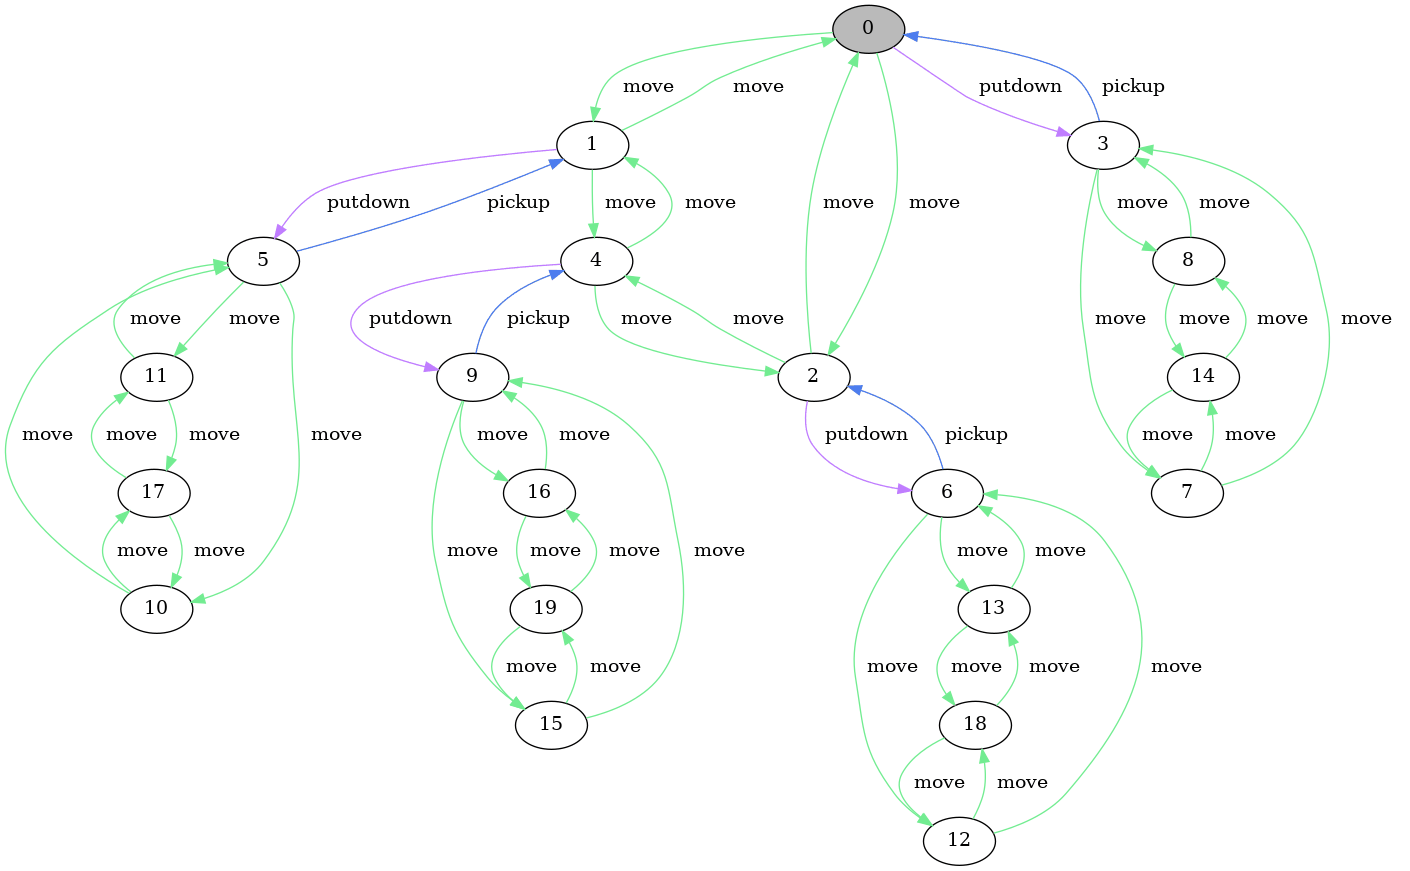 0
move move putdown pickup
1 3
putdown pickup move move move move move move
5 4 8
move move putdown pickup move move move move move
11 9 2 14
move move move move move move putdown pickup move move
17 16 6 7
move move move move move move move move
10 19 13
move move move move move move
15 18
move move
12